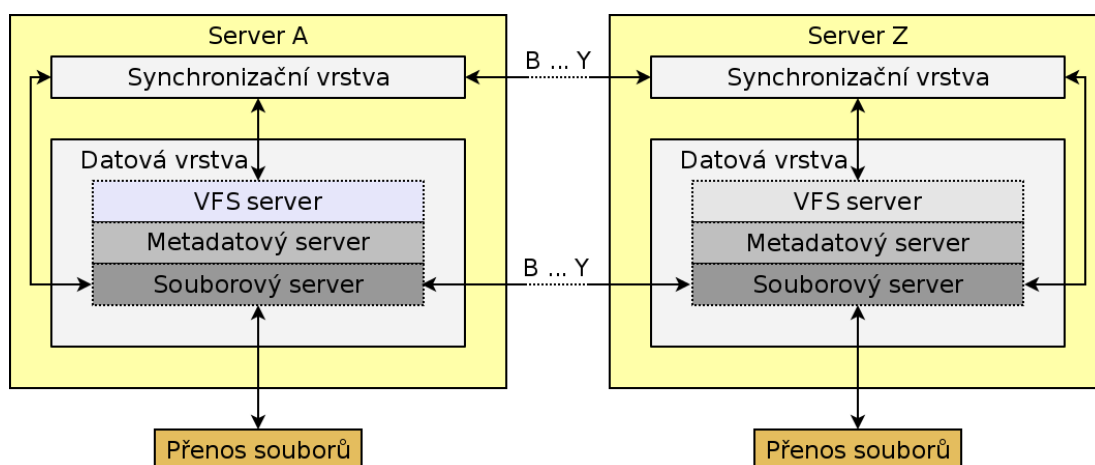 Server A
Server Z
B ... Y
Synchronizační vrstva
Synchronizační vrstva
Datová vrstva
Datová vrstva
VFS server
VFS server
Metadatový server
Metadatový server
B ... Y
Souborový server
Souborový server
Přenos souborů
Přenos souborů